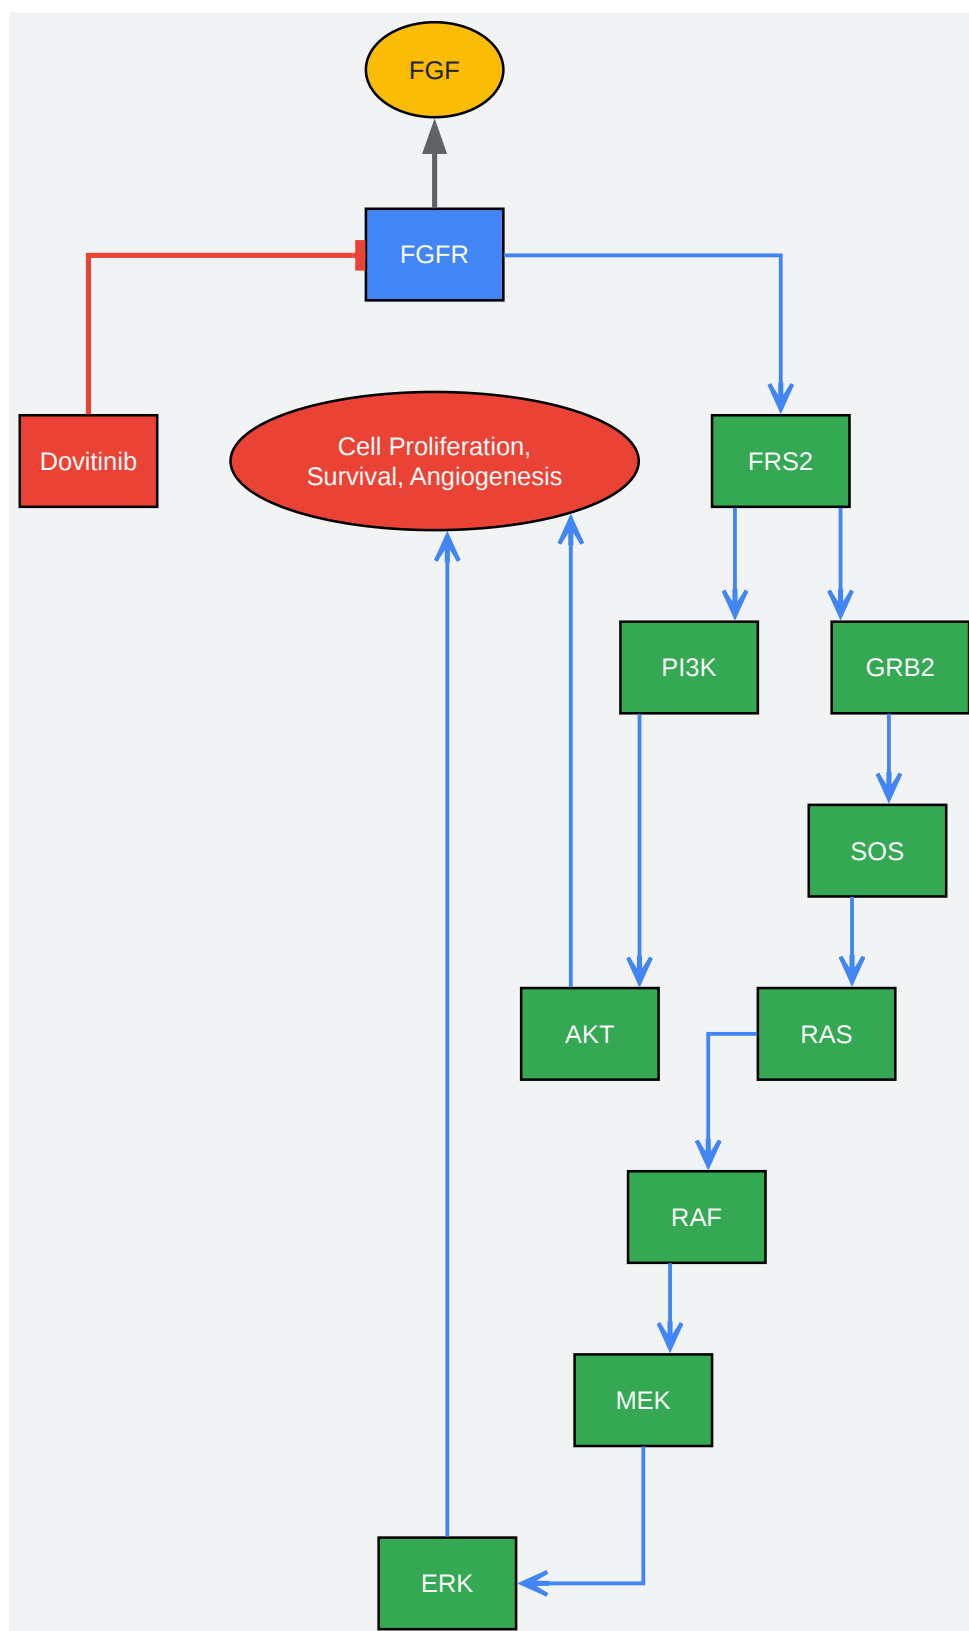 FGF
FGFR
Dovitinib
Cell Proliferation,
Survival, Angiogenesis
FRS2
PI3K
GRB2
SOS
AKT
RAS
RAF
MEK
ERK